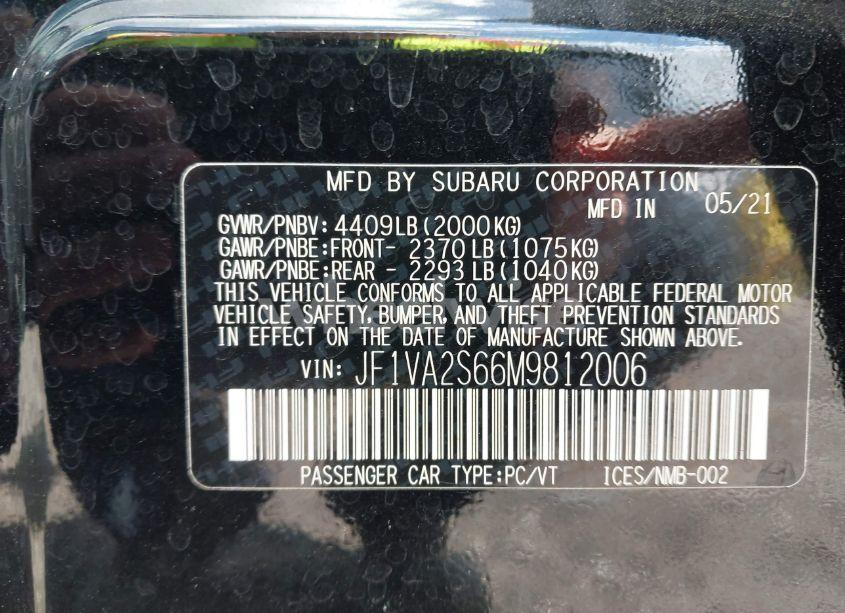 MFD BY SUBARU CORPORATION
MFD IN 05/21
GVWR/PNBV: 4409LB (2000KG)
GAWR/PNBE:FRONT- 2370 LB (1075KG)
GAWR/PNBE:REAR - 2293 LB (1040KG)
THIS VEHICLE CONFORMS TO ALL APPLICABLE FEDERAL MOTOR
VEHICLE SAFETY, BUMPER, AND THEFT PREVENTION STANDARDS
IN EFFECT ON THE DATE OF MANUFACTURE SHOWN ABOVE.
VIN: JF1VA2S66M9812006
PASSENGER CAR TYPE:PC/VT ICES/NMB-002